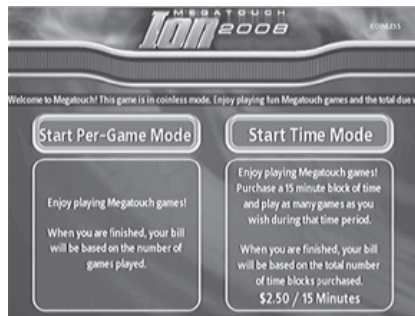 MEGATOUCH
Ion 2008
COINLESS
Welcome to Megatouch! This game is in coinless mode. Enjoy playing fun Megatouch games and the total due
Start Per-Game Mode
Enjoy playing Megatouch games!
When you are finished, your bill
will be based on the number of
games played.
Start Time Mode
Enjoy playing Megatouch games!
Purchase a 15 minute block of time
and play as many games as you
wish during that time period.
When you are finished, your bill
will be based on the total number
of time blocks purchased.
$2.50 / 15 Minutes